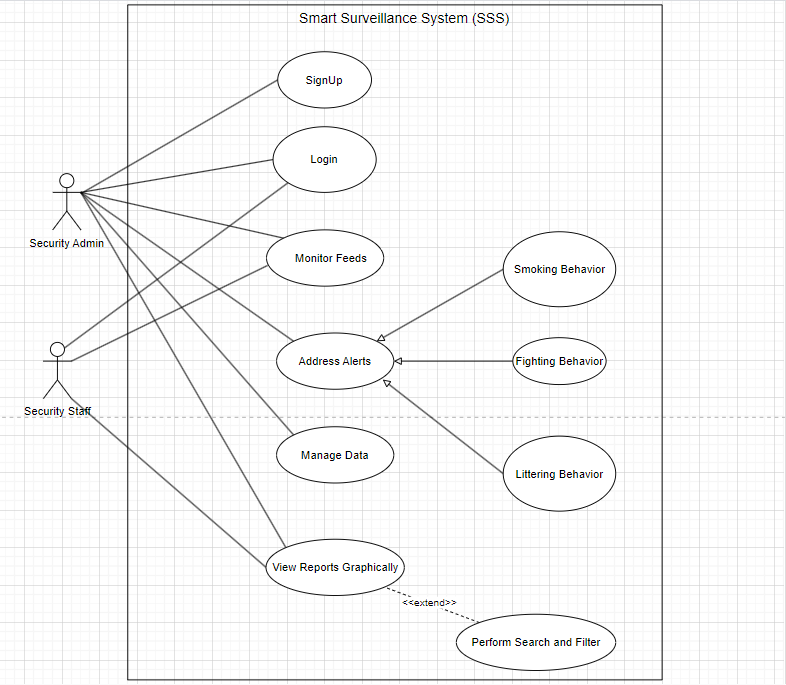 Smart Surveillance System (SSS)
SignUp
Login
Security Admin
Monitor Feeds
Smoking Behavior
Address Alerts
Fighting Behavior
Security Staff
Manage Data
Littering Behavior
View Reports Graphically
<<extend>>
Perform Search and Filter